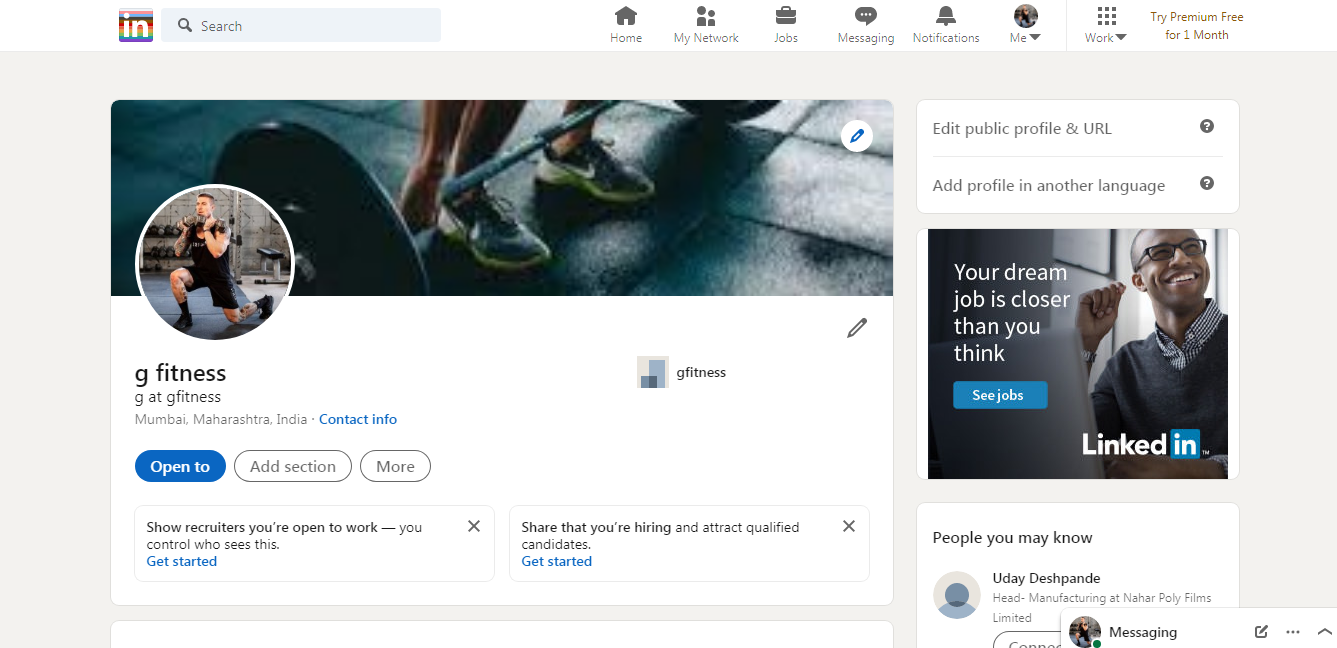 in
Search
Home
My Network
Jobs
Messaging
Notifications
Me
Work
Try Premium Free
for 1 Month
g fitness
g at gfitness
Mumbai, Maharashtra, India · Contact info
gfitness
Open to
Add section
More
Show recruiters you’re open to work — you
control who sees this.
Get started
Share that you’re hiring and attract qualified
candidates.
Get started
Edit public profile & URL
Add profile in another language
Your dream
job is closer
than you
think
See jobs
Linked in ™
People you may know
Uday Deshpande
Head- Manufacturing at Nahar Poly Films
Limited
Messaging